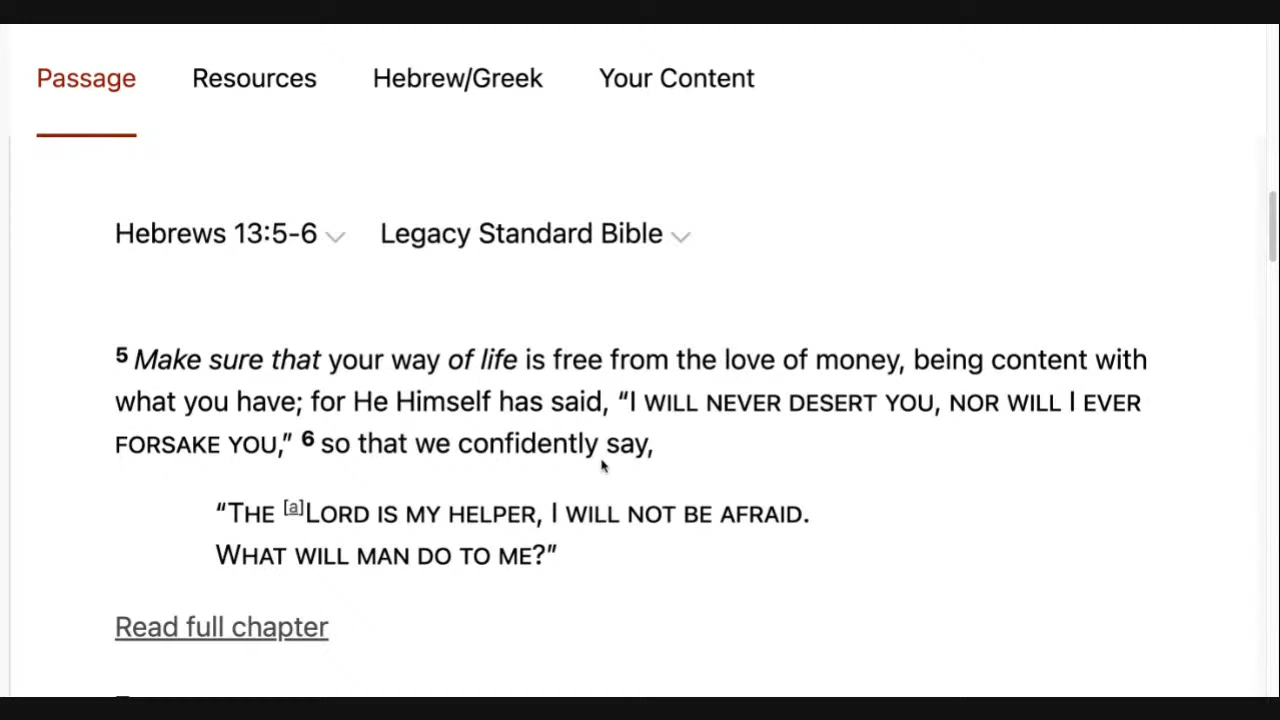 Passage Resources Hebrew/Greek Your Content
Hebrews 13:5-6 Legacy Standard Bible
5 Make sure that your way of life is free from the love of money, being content with
what you have; for He Himself has said, “I WILL NEVER DESERT YOU, NOR WILL I EVER
FORSAKE YOU,” 6 so that we confidently say,
“THE [a]LORD IS MY HELPER, I WILL NOT BE AFRAID.
WHAT WILL MAN DO TO ME?”
Read full chapter